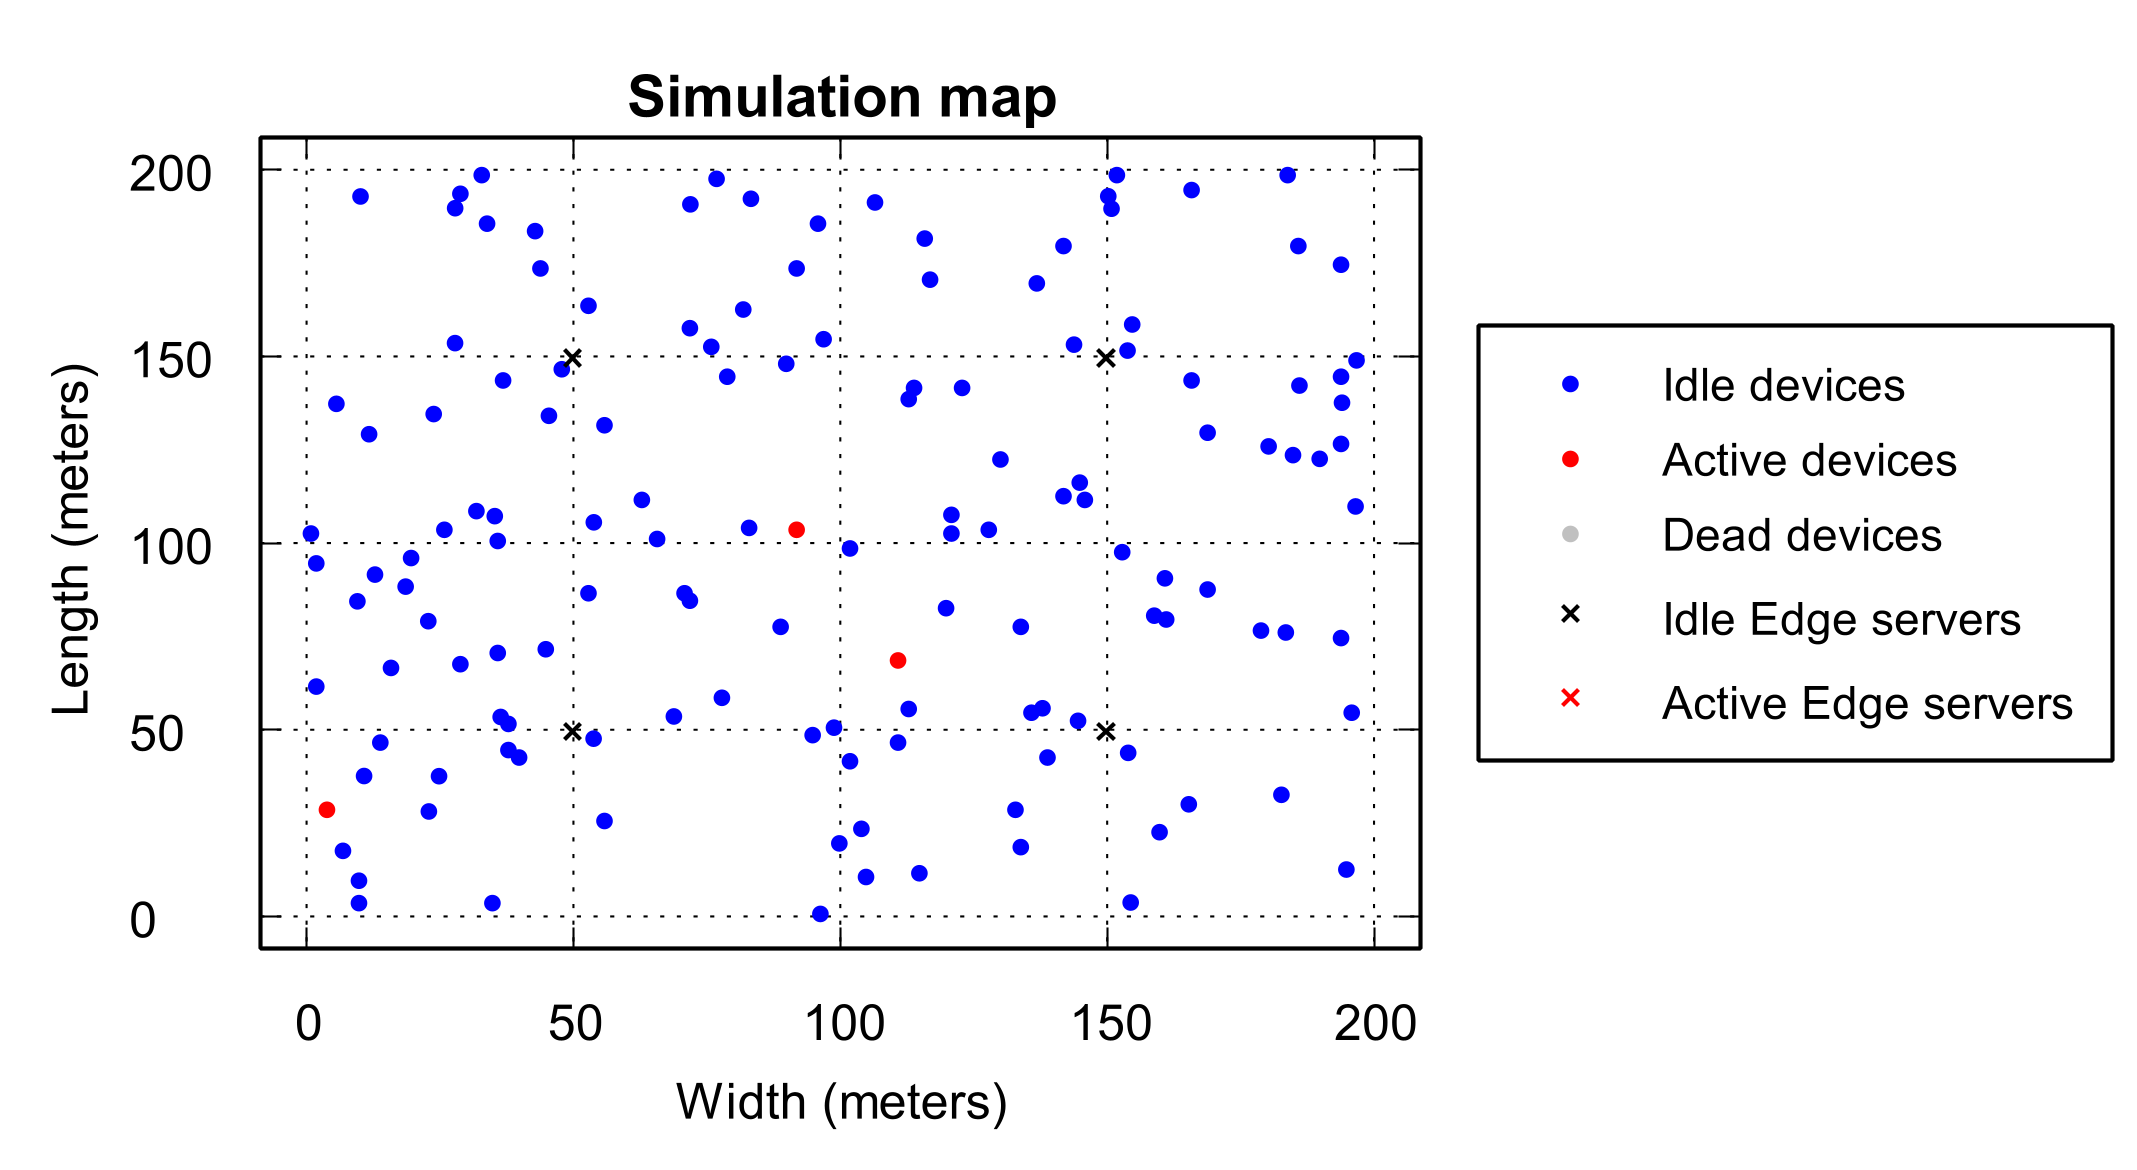 Simulation map
200
150
100
50
0
Length (meters)
0 50 100 150 200
Width (meters)
Idle devices
Active devices
Dead devices
Idle Edge servers
Active Edge servers